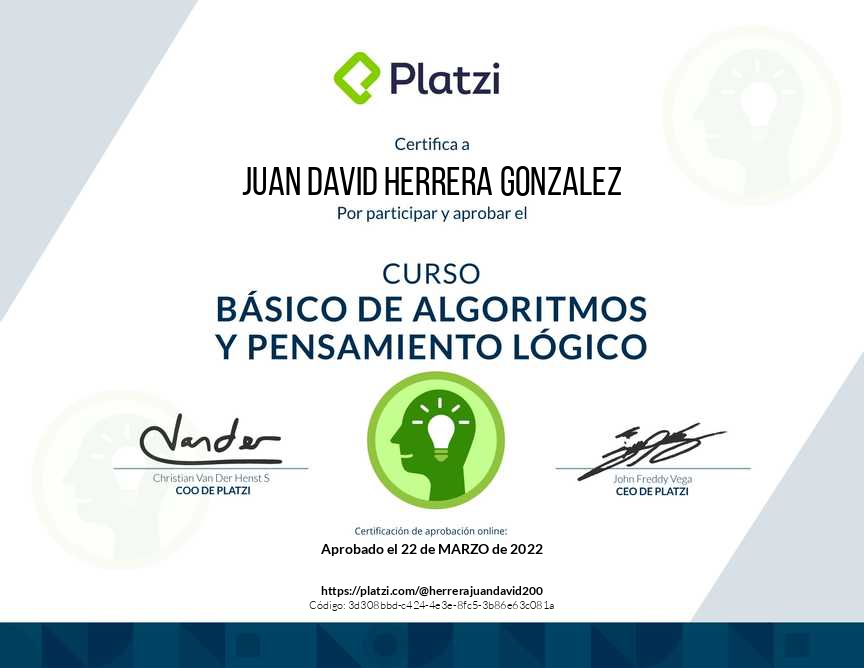 Platzi
Certifica a
JUAN DAVID HERRERA GONZALEZ
Por participar y aprobar el
CURSO
BÁSICO DE ALGORITMOS
Y PENSAMIENTO LÓGICO
Vander
Christian Van Der Henst S
COO DE PLATZI
John Freddy Vega
CEO DE PLATZI
Certificación de aprobación online:
Aprobado el 22 de MARZO de 2022
https://platzi.com/@herrerajuandavid200
Código: 3d308bbd-c424-4e3e-8fc5-3b86e63c081a